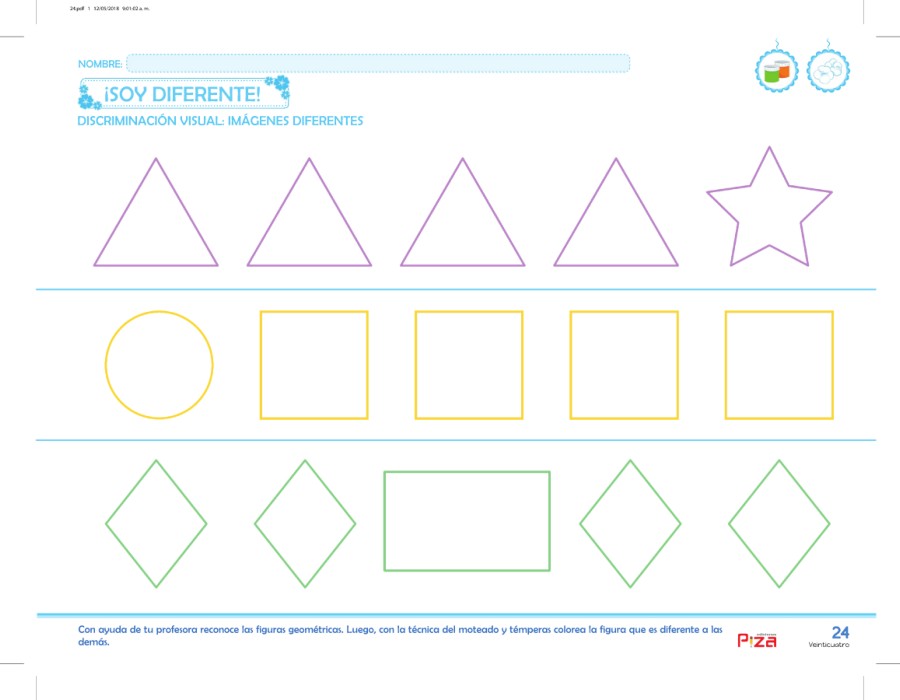 24.pdf 1 12/05/2018 9:01:02 a. m.
NOMBRE:
¡SOY DIFERENTE!
DISCRIMINACIÓN VISUAL: IMÁGENES DIFERENTES
Con ayuda de tu profesora reconoce las figuras geométricas. Luego, con la técnica del moteado y témperas colorea la figura que es diferente a las
demás.
Piza
24
Veinticuatro